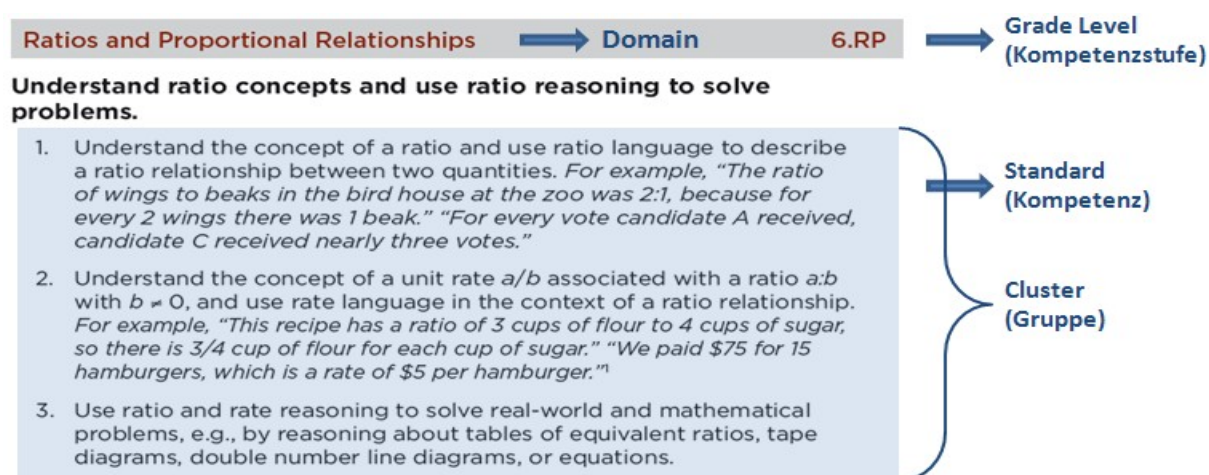 Ratios and Proportional Relationships Domain 6.RP
Grade Level
(Kompetenzstufe)
Understand ratio concepts and use ratio reasoning to solve
problems.
1. Understand the concept of a ratio and use ratio language to describe
a ratio relationship between two quantities. For example, “The ratio
of wings to beaks in the bird house at the zoo was 2:1, because for
every 2 wings there was 1 beak.” “For every vote candidate A received,
candidate C received nearly three votes.”
2. Understand the concept of a unit rate a/b associated with a ratio a:b
with b ≠ 0, and use rate language in the context of a ratio relationship.
For example, “This recipe has a ratio of 3 cups of flour to 4 cups of sugar,
so there is 3/4 cup of flour for each cup of sugar.” “We paid $75 for 15
hamburgers, which is a rate of $5 per hamburger.”¹
3. Use ratio and rate reasoning to solve real-world and mathematical
problems, e.g., by reasoning about tables of equivalent ratios, tape
diagrams, double number line diagrams, or equations.
Standard
(Kompetenz)
Cluster
(Gruppe)